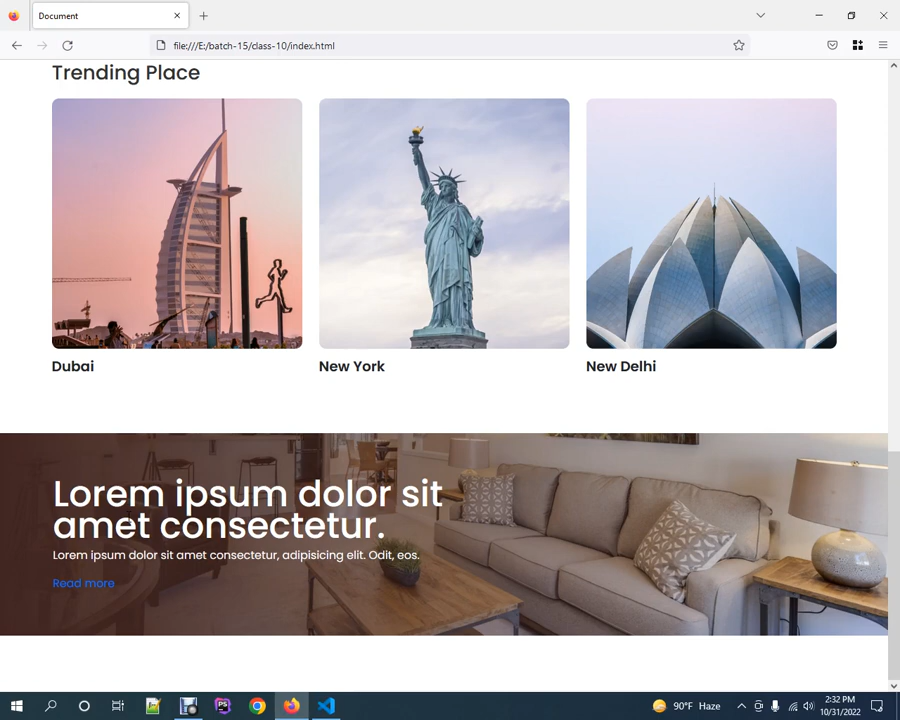 Document
file:///E:/batch-15/class-10/index.html
Trending Place
Dubai
New York
New Delhi
Lorem ipsum dolor sit
amet consectetur.
Lorem ipsum dolor sit amet consectetur, adipisicing elit. Odit, eos.
Read more
PS
90°F Haze
2:32 PM
10/31/2022